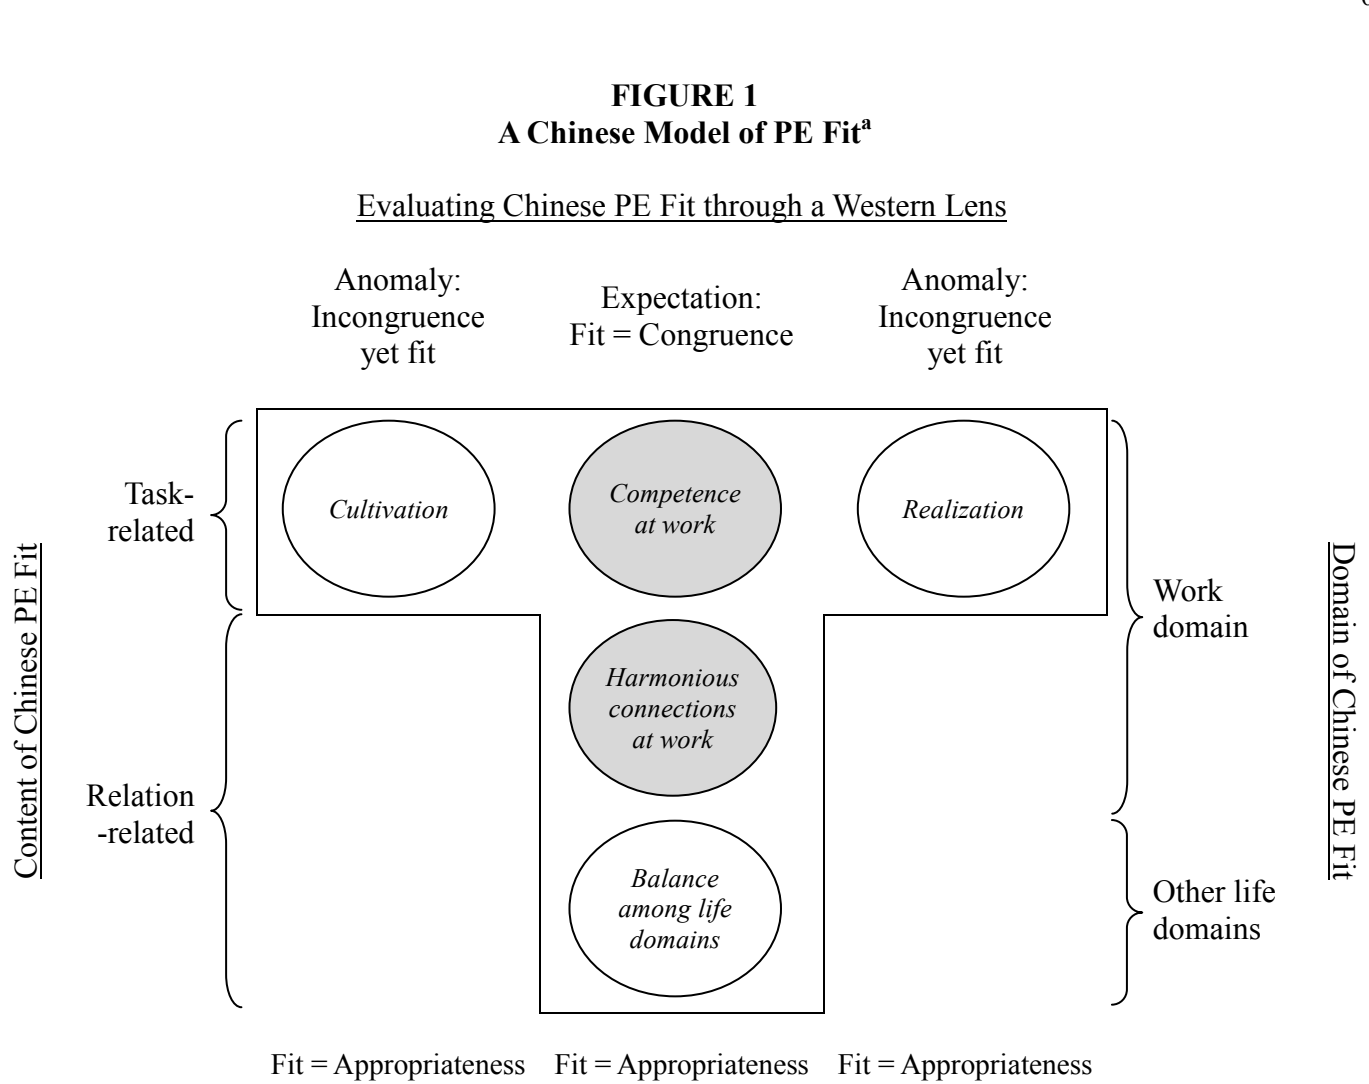 FIGURE 1
A Chinese Model of PE Fitᵃ
Evaluating Chinese PE Fit through a Western Lens
Anomaly:
Incongruence
yet fit
Expectation:
Fit = Congruence
Anomaly:
Incongruence
yet fit
Content of Chinese PE Fit
Task-
related
Cultivation
Competence
at work
Realization
Work
domain
Domain of Chinese PE Fit
Harmonious
connections
at work
Relation
-related
Balance
among life
domains
Other life
domains
Fit = Appropriateness
Fit = Appropriateness
Fit = Appropriateness